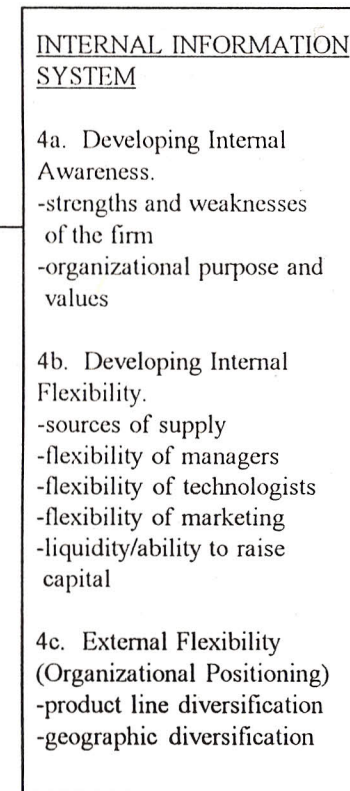 INTERNAL INFORMATION
SYSTEM
4a. Developing Internal
Awareness.
-strengths and weaknesses
of the firm
-organizational purpose and
values
4b. Developing Internal
Flexibility.
-sources of supply
-flexibility of managers
-flexibility of technologists
-flexibility of marketing
-liquidity/ability to raise
capital
4c. External Flexibility
(Organizational Positioning)
-product line diversification
-geographic diversification